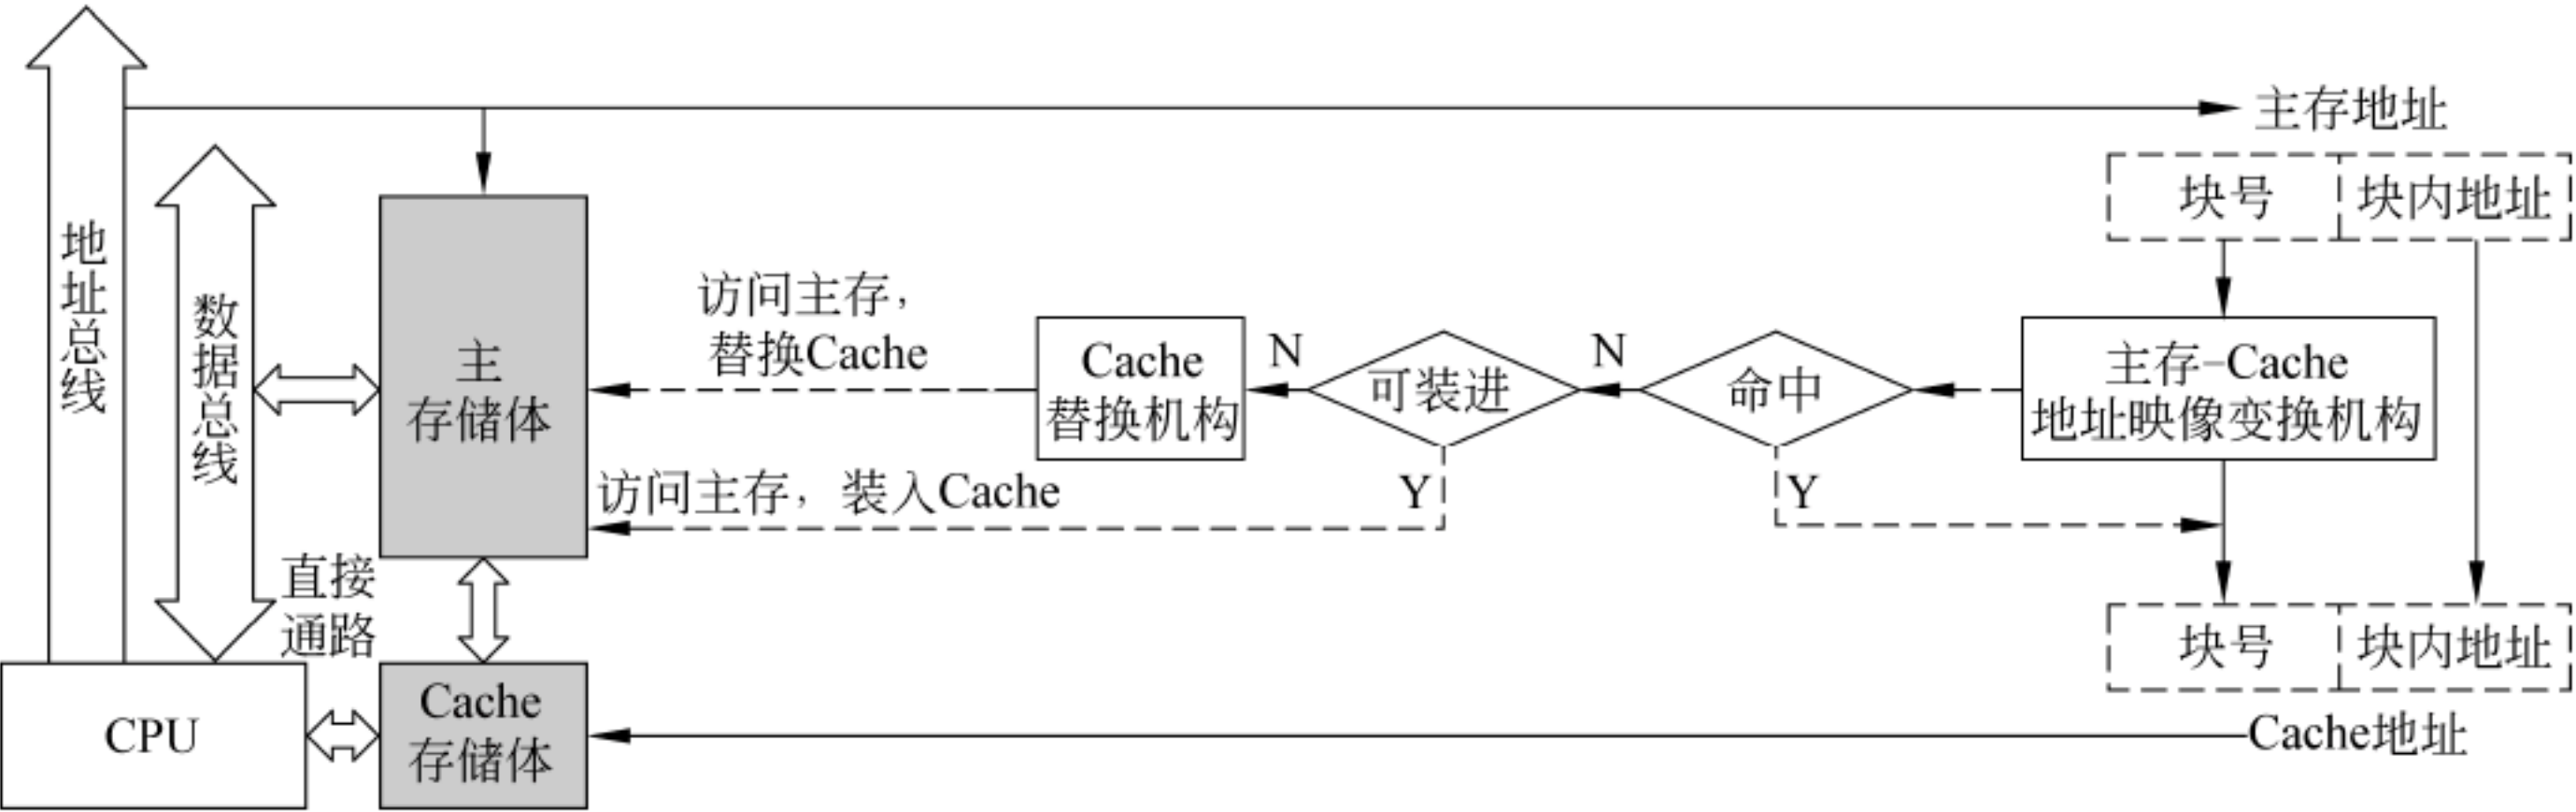 主存地址
块号
块内地址
地址总线
数据总线
主
存储体
访问主存，
替换Cache
Cache
替换机构
N
可装进
N
命中
主存–Cache
地址映像变换机构
访问主存，装入Cache
Y
Y
直接
通路
块号
块内地址
CPU
Cache
存储体
Cache地址